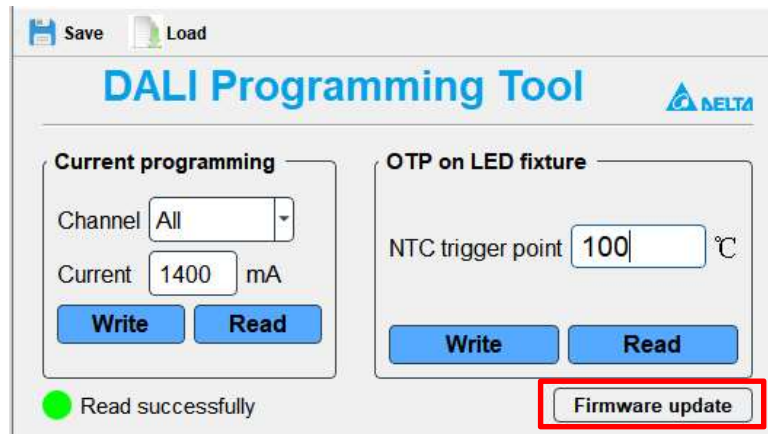 Save Load
DALI Programming Tool
DELTA
Current programming
Channel All
Current 1400 mA
Write Read
OTP on LED fixture
NTC trigger point 100 ℃
Write Read
Read successfully
Firmware update